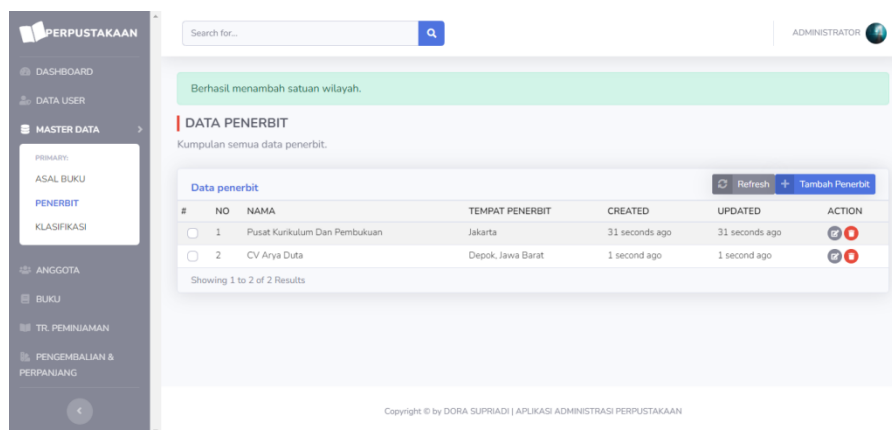 PERPUSTAKAAN
DASHBOARD
DATA USER
MASTER DATA
PRIMARY:
ASAL BUKU
PENERBIT
KLASIFIKASI
ANGGOTA
BUKU
TR. PEMINJAMAN
PENGEMBALIAN &
PERPANJANG
Search for...
ADMINISTRATOR
Berhasil menambah satuan wilayah.
DATA PENERBIT
Kumpulan semua data penerbit.
Data penerbit
Refresh + Tambah Penerbit
# NO NAMA TEMPAT PENERBIT CREATED UPDATED ACTION
1 Pusat Kurikulum Dan Pembukuan Jakarta 31 seconds ago 31 seconds ago
2 CV Arya Duta Depok, Jawa Barat 1 second ago 1 second ago
Showing 1 to 2 of 2 Results
Copyright © by DORA SUPRIADI | APLIKASI ADMINISTRASI PERPUSTAKAAN